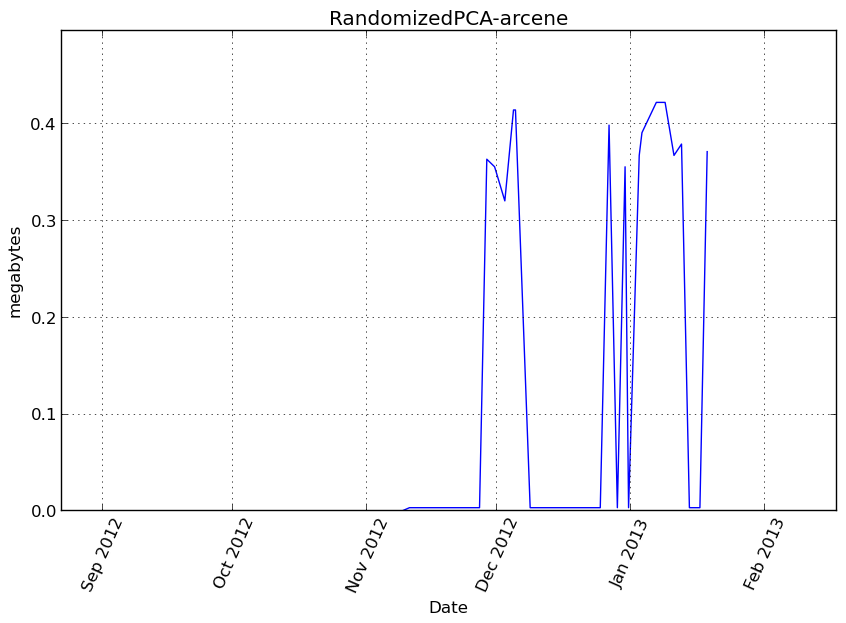 RandomizedPCA-arcene
megabytes
0.4
0.3
0.2
0.1
0.0
Sep 2012
Oct 2012
Nov 2012
Dec 2012
Jan 2013
Feb 2013
Date